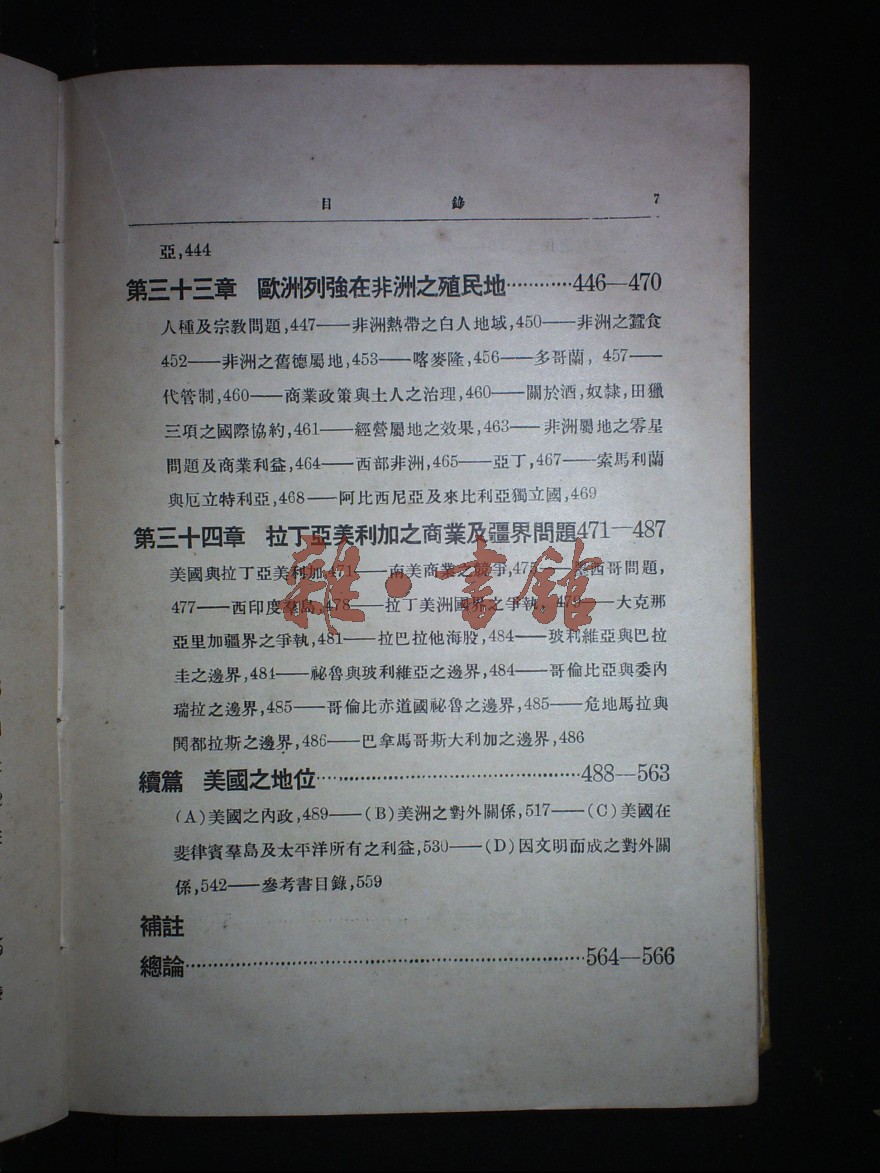 目 錄 7
亞,444
第三十三章 歐洲列強在非洲之殖民地…………446—470
人種及宗教問題,447——非洲熱帶之白人地域,450——非洲之蠶食
452——非洲之舊德屬地,453——喀麥隆,456——多哥蘭,457——
代管制,460——商業政策與土人之治理,460——關於酒,奴隸,田獵
三項之國際協約,461——經營屬地之效果,463——非洲屬地之零星
問題及商業利益,464——西部非洲,465——亞丁,467——索馬利蘭
與厄立特利亞,468——阿比西尼亞及來比利亞獨立國,469
第三十四章 拉丁亞美利加之商業及疆界問題471—487
美國與拉丁亞美利加,471——南美商業之競爭,475——墨西哥問題,
477——西印度羣島,478——拉丁美洲國界之爭執,479——大克那
亞里加疆界之爭執,481——拉巴拉他海股,484——玻利維亞與巴拉
圭之邊界,484——祕魯與玻利維亞之邊界,484——哥倫比亞與委內
瑞拉之邊界,485——哥倫比亦道國祕魯之邊界,485——危地馬拉與
閧都拉斯之邊界,486——巴拿馬哥斯大利加之邊界,486
續篇 美國之地位……………………………488—563
(A)美國之內政,489——(B)美洲之對外關係,517——(C)美國在
斐律賓羣島及太平洋所有之利益,530——(D)因文明而成之對外關
係,542——參考書目錄,559
補註
總論………………………………………………564—566
雜·書館